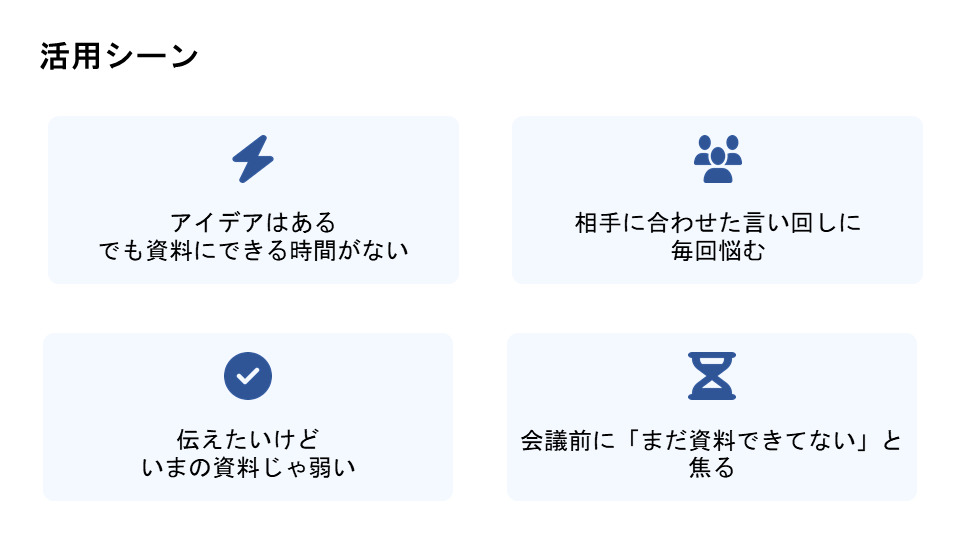 活用シーン
アイデアはある
でも資料にできる時間がない
相手に合わせた言い回しに
毎回悩む
伝えたいけど
いまの資料じゃ弱い
会議前に「まだ資料できてない」と
焦る